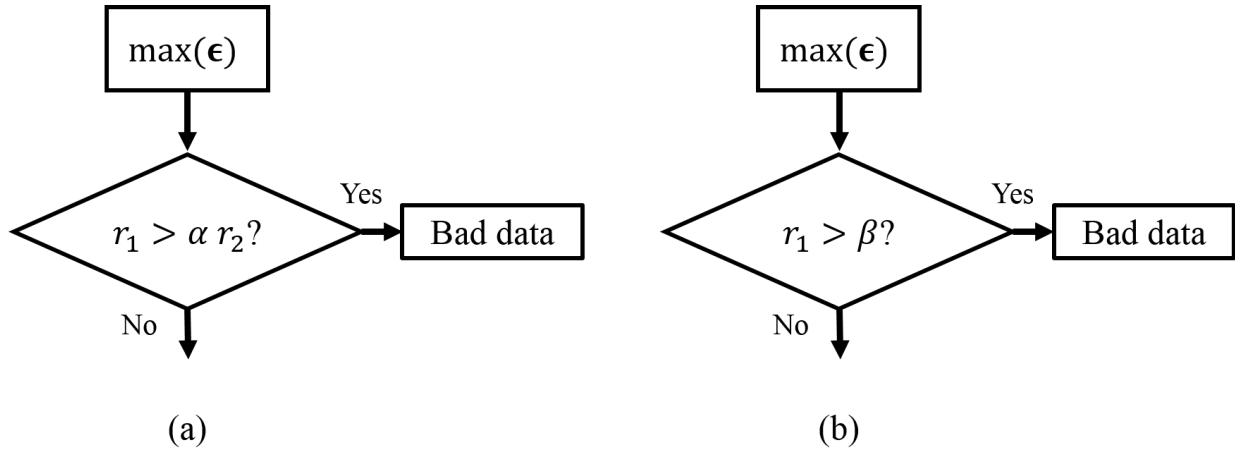 max(𝛜)
r₁ > α r₂?
Yes
Bad data
No
(a)
max(𝛜)
r₁ > β?
Yes
Bad data
No
(b)